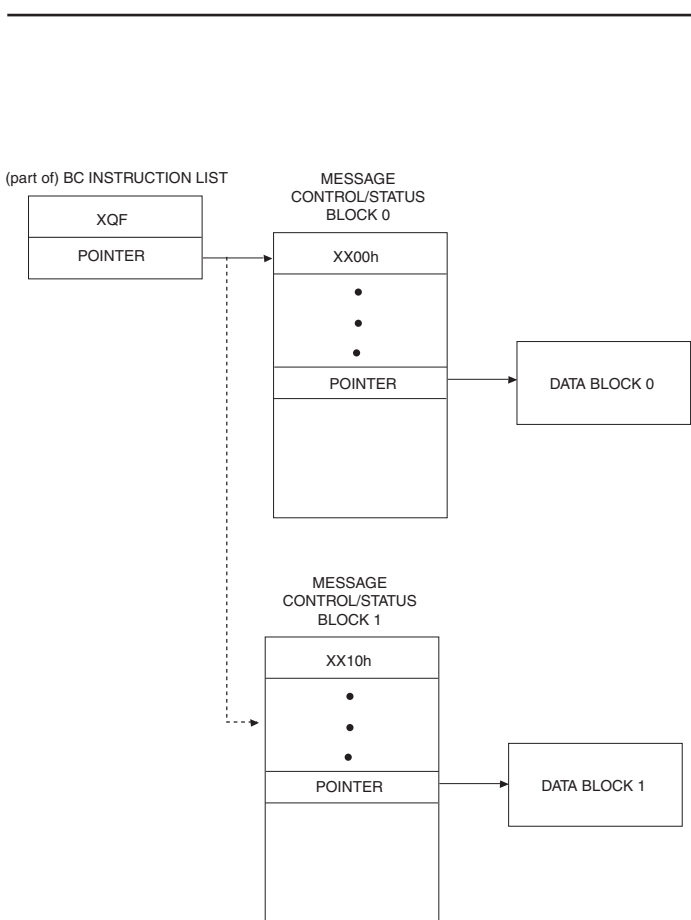 (part of) BC INSTRUCTION LIST
XQF
POINTER
MESSAGE
CONTROL/STATUS
BLOCK 0
XX00h
POINTER
DATA BLOCK 0
MESSAGE
CONTROL/STATUS
BLOCK 1
XX10h
POINTER
DATA BLOCK 1